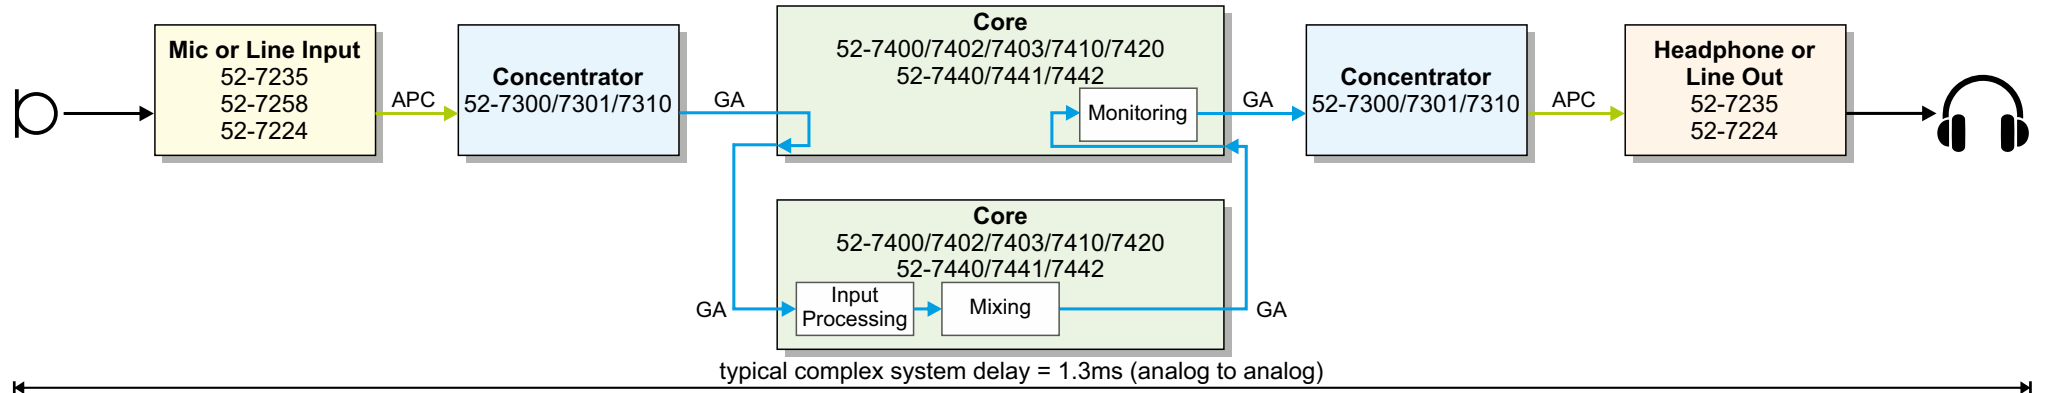 Mic or Line Input
52-7235
52-7258
52-7224
APC
Concentrator
52-7300/7301/7310
GA
Core
52-7400/7402/7403/7410/7420
52-7440/7441/7442
Monitoring
GA
Concentrator
52-7300/7301/7310
APC
Headphone or
Line Out
52-7235
52-7224
GA
Core
52-7400/7402/7403/7410/7420
52-7440/7441/7442
Input
Processing
Mixing
GA
typical complex system delay = 1.3ms (analog to analog)